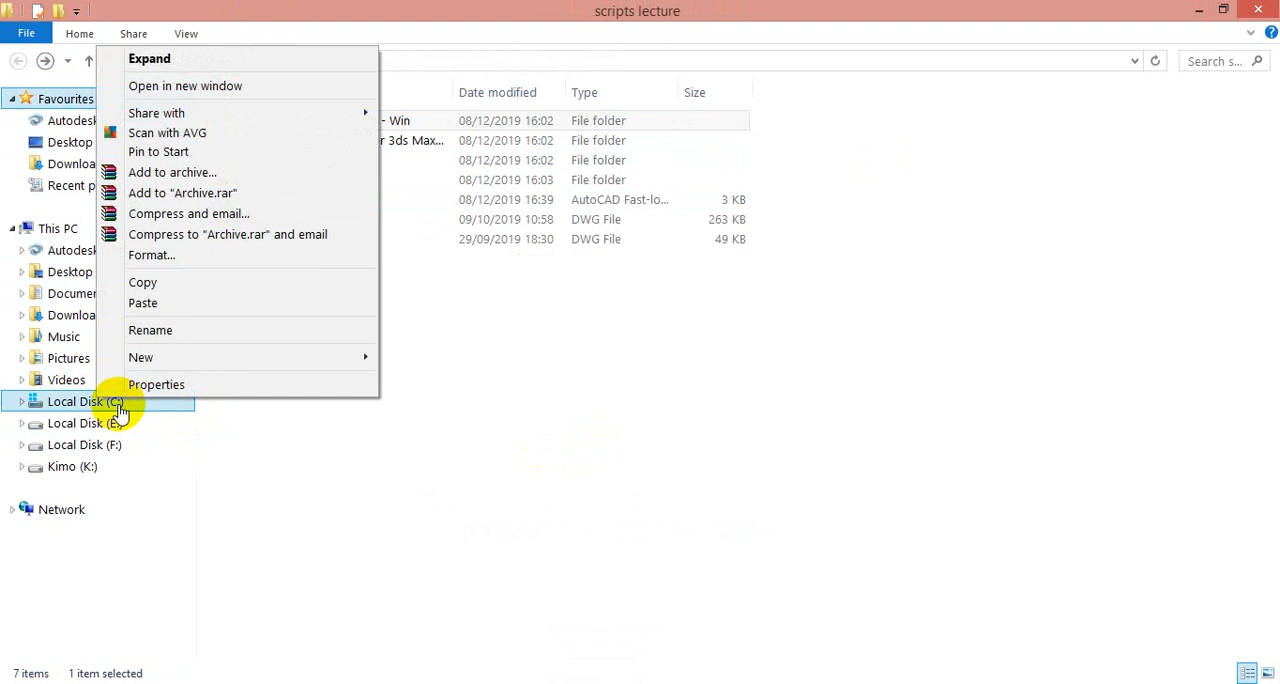 scripts lecture
File Home Share View
Search s...
Expand
Open in new window
Share with
Scan with AVG
Pin to Start
Add to archive...
Add to "Archive.rar"
Compress and email...
Compress to "Archive.rar" and email
Format...
Copy
Paste
Rename
New
Properties
Favourites
Autodesk
Desktop
Downloa
Recent p
This PC
Autodesk
Desktop
Documen
Downloa
Music
Pictures
Videos
Local Disk (C:)
Local Disk (E:)
Local Disk (F:)
Kimo (K:)
Network
Date modified Type Size
- Win 08/12/2019 16:02 File folder
r 3ds Max... 08/12/2019 16:02 File folder
08/12/2019 16:02 File folder
08/12/2019 16:03 File folder
08/12/2019 16:39 AutoCAD Fast-lo... 3 KB
09/10/2019 10:58 DWG File 263 KB
29/09/2019 18:30 DWG File 49 KB
7 items 1 item selected